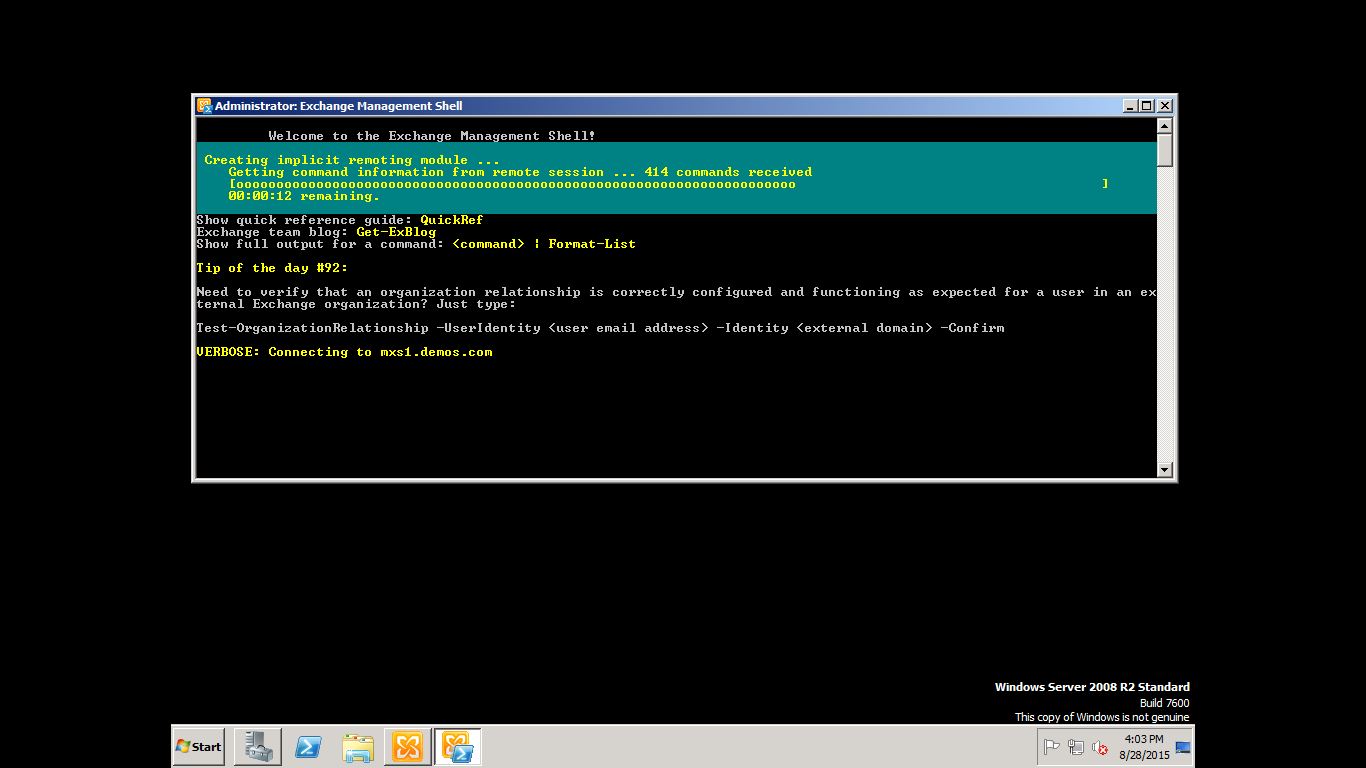 Administrator: Exchange Management Shell
Welcome to the Exchange Management Shell!
Creating implicit remoting module ...
Getting command information from remote session ... 414 commands received
[oooooooooooooooooooooooooooooooooooooooooooooooooooooooooooooooooooooo ]
00:00:12 remaining.
Show quick reference guide: QuickRef
Exchange team blog: Get-ExBlog
Show full output for a command: <command> | Format-List
Tip of the day #92:
Need to verify that an organization relationship is correctly configured and functioning as expected for a user in an ex
ternal Exchange organization? Just type:
Test-OrganizationRelationship -UserIdentity <user email address> -Identity <external domain> -Confirm
VERBOSE: Connecting to mxs1.demos.com
Windows Server 2008 R2 Standard
Build 7600
This copy of Windows is not genuine
Start
4:03 PM
8/28/2015